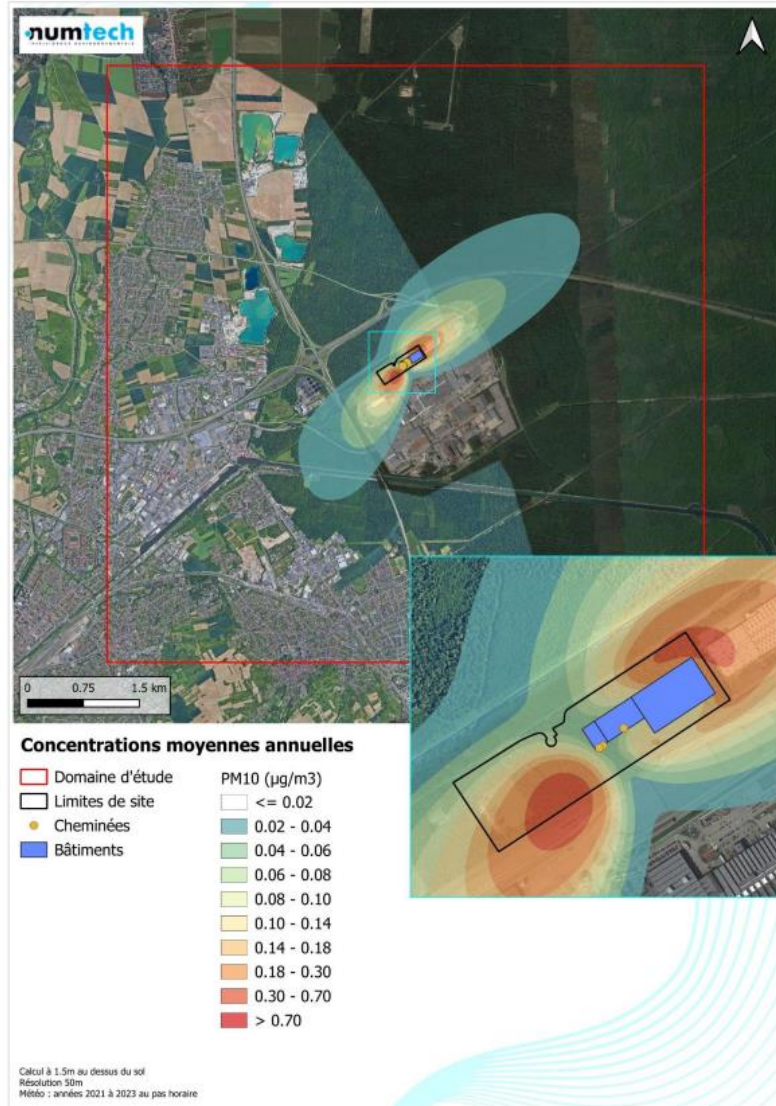 numtech
0 0.75 1.5 km
Concentrations moyennes annuelles
Domaine d'étude
Limites de site
Cheminées
Bâtiments
PM10 (µg/m3)
<= 0.02
0.02 - 0.04
0.04 - 0.06
0.06 - 0.08
0.08 - 0.10
0.10 - 0.14
0.14 - 0.18
0.18 - 0.30
0.30 - 0.70
> 0.70
Calcul à 1.5m au dessus du sol
Résolution 50m
Météo : années 2021 à 2023 au pas horaire